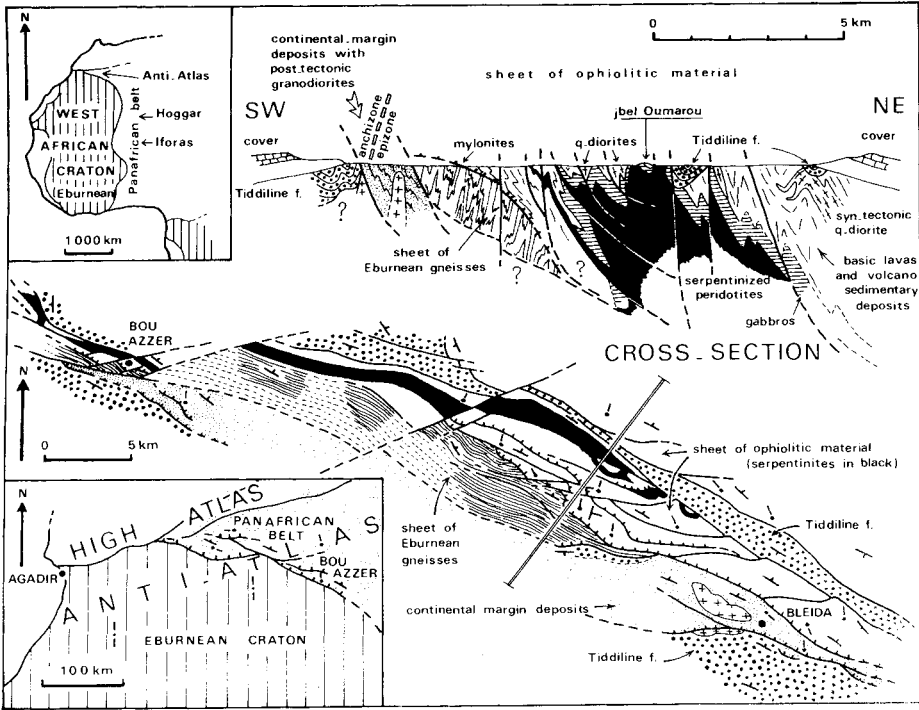 N
Anti.Atlas
WEST
Hoggar
AFRICAN
Iforas
CRATON
Eburnean
Panafrican belt
1000 km
continental.margin
deposits with
post.tectonic
granodiorites
0 5 km
sheet of ophiolitic material
SW
NE
jbel Oumarou
anchizone
epizone
mylonites
q.diorites
Tiddiline f.
cover
cover
Tiddiline f.
?
sheet of
Eburnean gneisses
?
?
serpentinized
peridotites
gabbros
syn.tectonic
q.diorite
basic lavas
and volcano
sedimentary
deposits
CROSS_SECTION
BOU
AZZER
N
0 5 km
sheet of ophiolitic material
(serpentinites in black)
sheet of
Eburnean
gneisses
Tiddiline f.
continental margin deposits
BLEIDA
Tiddiline f.
N
HIGH ATLAS
PANAFRICAN
BELT
AGADIR
ANTI-ATLAS
BOU
AZZER
EBURNEAN CRATON
100 km